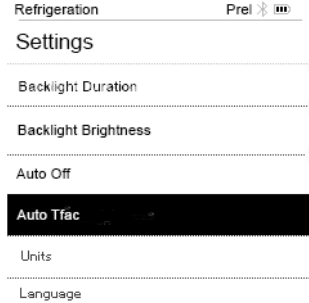 Refrigeration Prel
Settings
Backlight Duration
Backlight Brightness
Auto Off
Auto Tfac
Units
Language